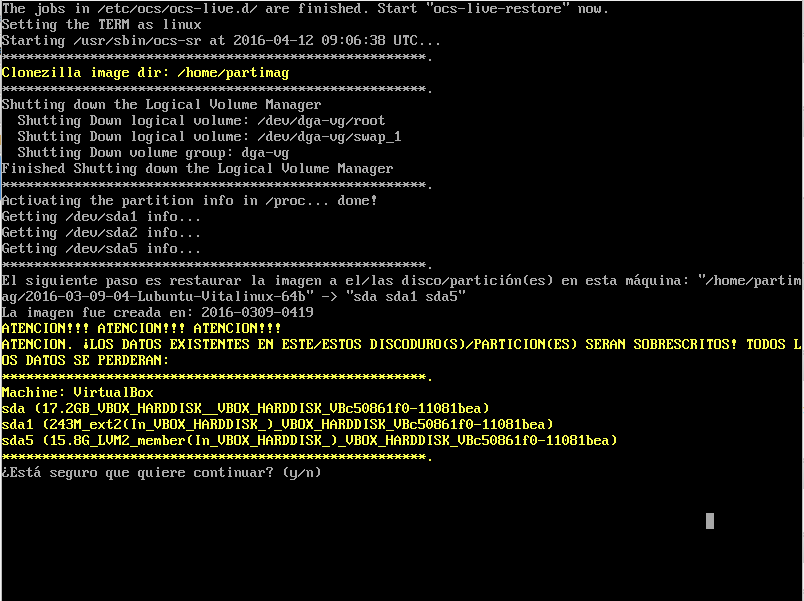 The jobs in /etc/ocs/ocs-live.d/ are finished. Start "ocs-live-restore" now.
Setting the TERM as linux
Starting /usr/sbin/ocs-sr at 2016-04-12 09:06:38 UTC...
*****************************************************.
Clonezilla image dir: /home/partimag
*****************************************************.
Shutting down the Logical Volume Manager
  Shutting Down logical volume: /dev/dga-vg/root
  Shutting Down logical volume: /dev/dga-vg/swap_1
  Shutting Down volume group: dga-vg
Finished Shutting down the Logical Volume Manager
*****************************************************.
Activating the partition info in /proc... done!
Getting /dev/sda1 info...
Getting /dev/sda2 info...
Getting /dev/sda5 info...
*****************************************************.
El siguiente paso es restaurar la imagen a el/las disco/partición(es) en esta máquina: "/home/partim
ag/2016-03-09-04-Lubuntu-Vitalinux-64b" -> "sda sda1 sda5"
La imagen fue creada en: 2016-0309-0419
ATENCION!!! ATENCION!!! ATENCION!!!
ATENCION. ¡LOS DATOS EXISTENTES EN ESTE/ESTOS DISCODURO(S)/PARTICION(ES) SERAN SOBRESCRITOS! TODOS L
OS DATOS SE PERDERAN:
*****************************************************.
Machine: VirtualBox
sda (17.2GB_VBOX_HARDDISK__VBOX_HARDDISK_VBc50861f0-11081bea)
sda1 (243M_ext2(In_VBOX_HARDDISK_)_VBOX_HARDDISK_VBc50861f0-11081bea)
sda5 (15.8G_LVM2_member(In_VBOX_HARDDISK_)_VBOX_HARDDISK_VBc50861f0-11081bea)
*****************************************************.
¿Está seguro que quiere continuar? (y/n)